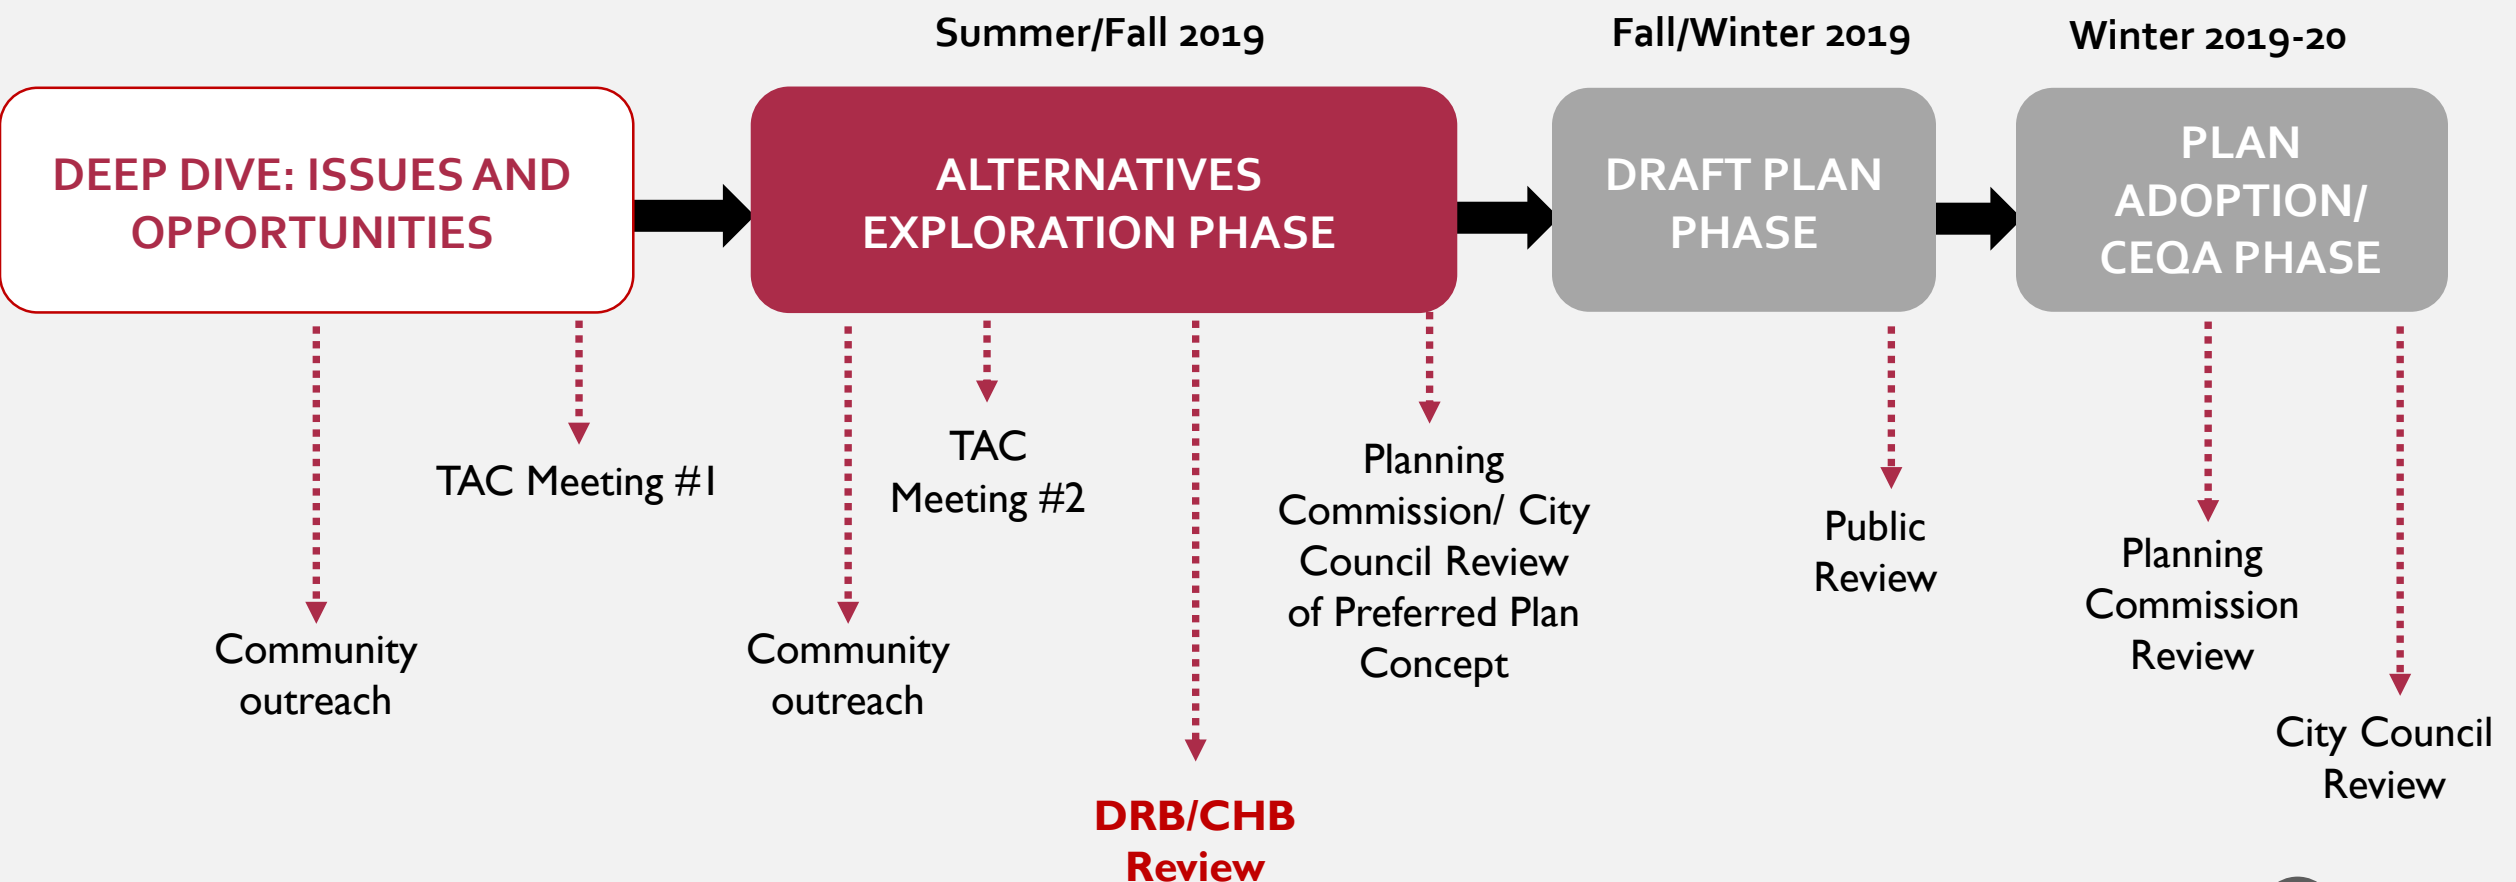 Summer/Fall 2019
Fall/Winter 2019
Winter 2019-20
DEEP DIVE: ISSUES AND
OPPORTUNITIES
ALTERNATIVES
EXPLORATION PHASE
DRAFT PLAN
PHASE
PLAN
ADOPTION/
CEQA PHASE
Community
outreach
TAC Meeting #1
Community
outreach
TAC
Meeting #2
DRB/CHB
Review
Planning
Commission/ City
Council Review
of Preferred Plan
Concept
Public
Review
Planning
Commission
Review
City Council
Review